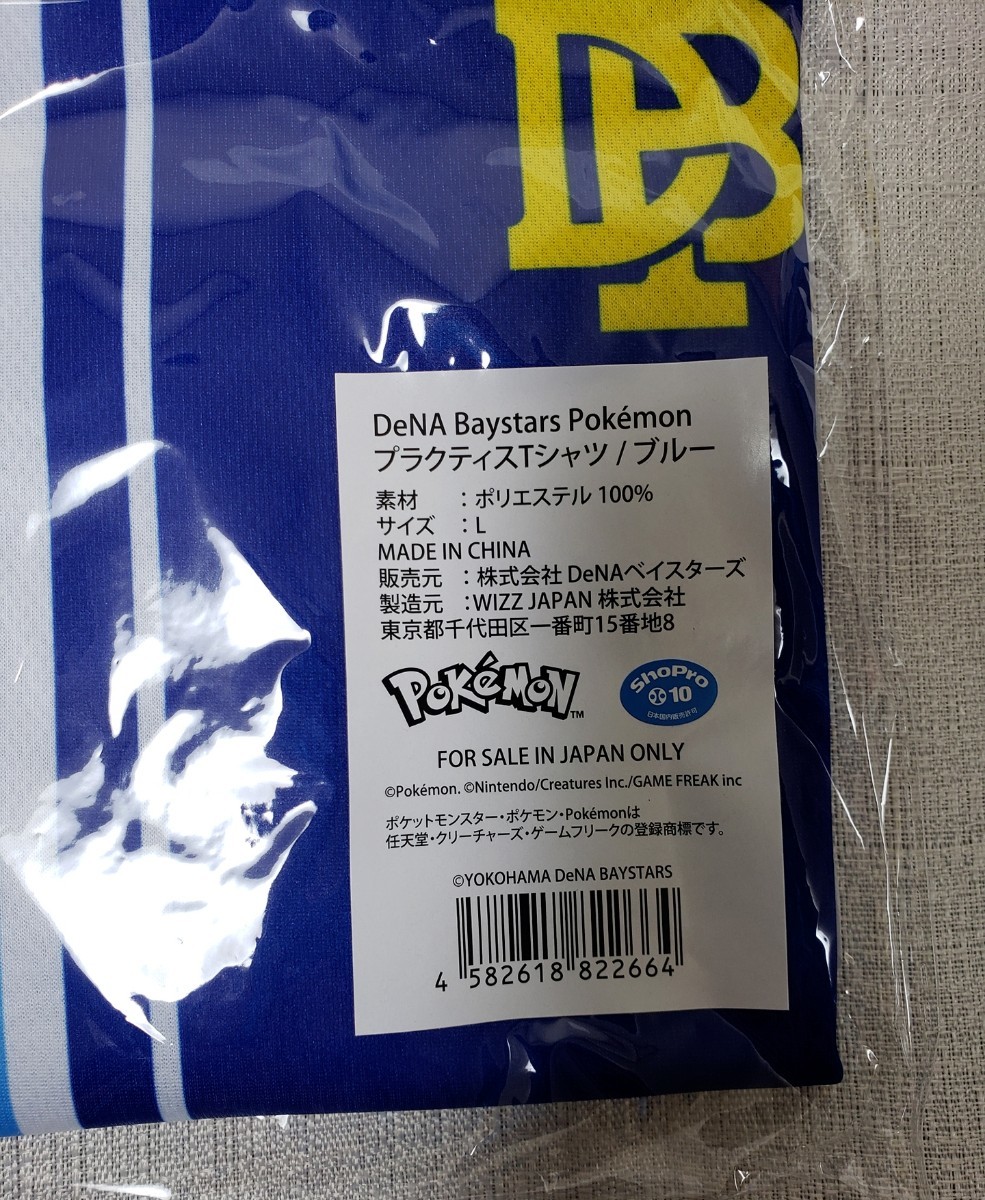 DB
DeNA Baystars Pokémon
プラクティスTシャツ / ブルー
素材 : ポリエステル 100%
サイズ : L
MADE IN CHINA
販売元 : 株式会社 DeNAベイスターズ
製造元 :WIZZ JAPAN 株式会社
東京都千代田区一番町15番地8
POKéMON™
ShoPro
10
日本国内販売許可
FOR SALE IN JAPAN ONLY
©Pokémon. ©Nintendo/Creatures Inc./GAME FREAK inc
ポケットモンスター・ポケモン・Pokémonは
任天堂・クリーチャーズ・ゲームフリークの登録商標です。
©YOKOHAMA DeNA BAYSTARS
4 582618 822664